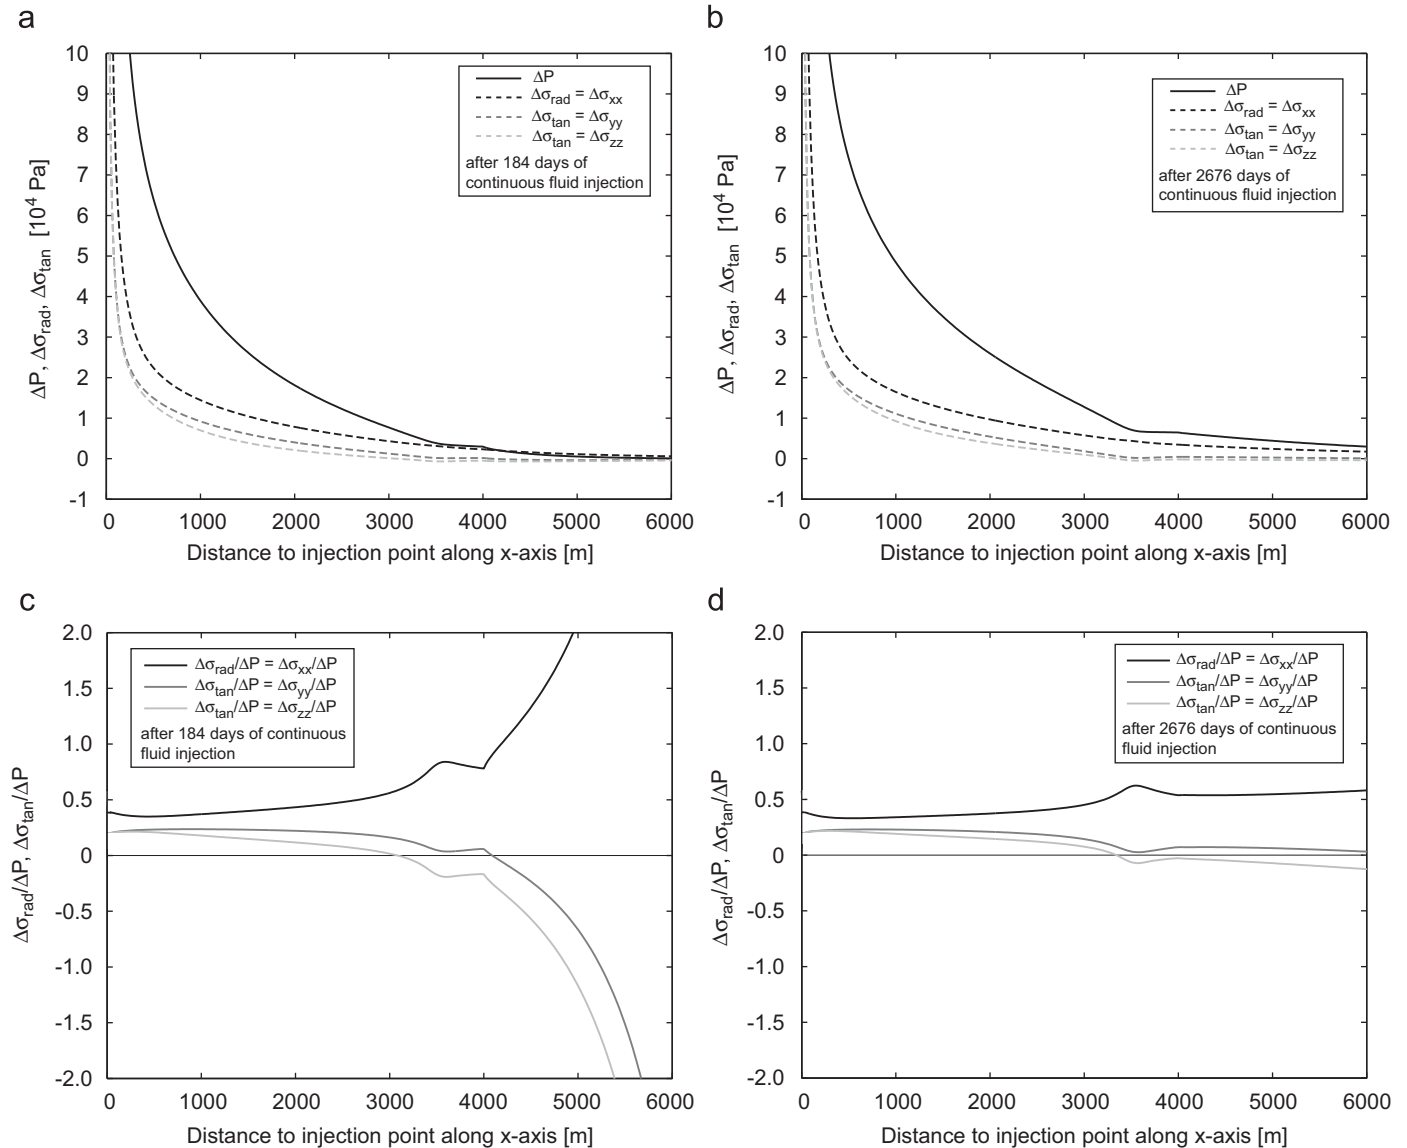 a
10
9
8
7
6
5
4
3
2
1
0
-1
ΔP, Δσrad, Δσtan [10⁴ Pa]
ΔP
Δσrad = Δσxx
Δσtan = Δσyy
Δσtan = Δσzz
after 184 days of
continuous fluid injection
0 1000 2000 3000 4000 5000 6000
Distance to injection point along x-axis [m]
b
10
9
8
7
6
5
4
3
2
1
0
-1
ΔP, Δσrad, Δσtan [10⁴ Pa]
ΔP
Δσrad = Δσxx
Δσtan = Δσyy
Δσtan = Δσzz
after 2676 days of
continuous fluid injection
0 1000 2000 3000 4000 5000 6000
Distance to injection point along x-axis [m]
c
2.0
1.5
1.0
0.5
0
-0.5
-1.0
-1.5
-2.0
Δσrad/ΔP, Δσtan/ΔP
Δσrad/ΔP = Δσxx/ΔP
Δσtan/ΔP = Δσyy/ΔP
Δσtan/ΔP = Δσzz/ΔP
after 184 days of continuous
fluid injection
0 1000 2000 3000 4000 5000 6000
Distance to injection point along x-axis [m]
d
2.0
1.5
1.0
0.5
0
-0.5
-1.0
-1.5
-2.0
Δσrad/ΔP, Δσtan/ΔP
Δσrad/ΔP = Δσxx/ΔP
Δσtan/ΔP = Δσyy/ΔP
Δσtan/ΔP = Δσzz/ΔP
after 2676 days of continuous
fluid injection
0 1000 2000 3000 4000 5000 6000
Distance to injection point along x-axis [m]